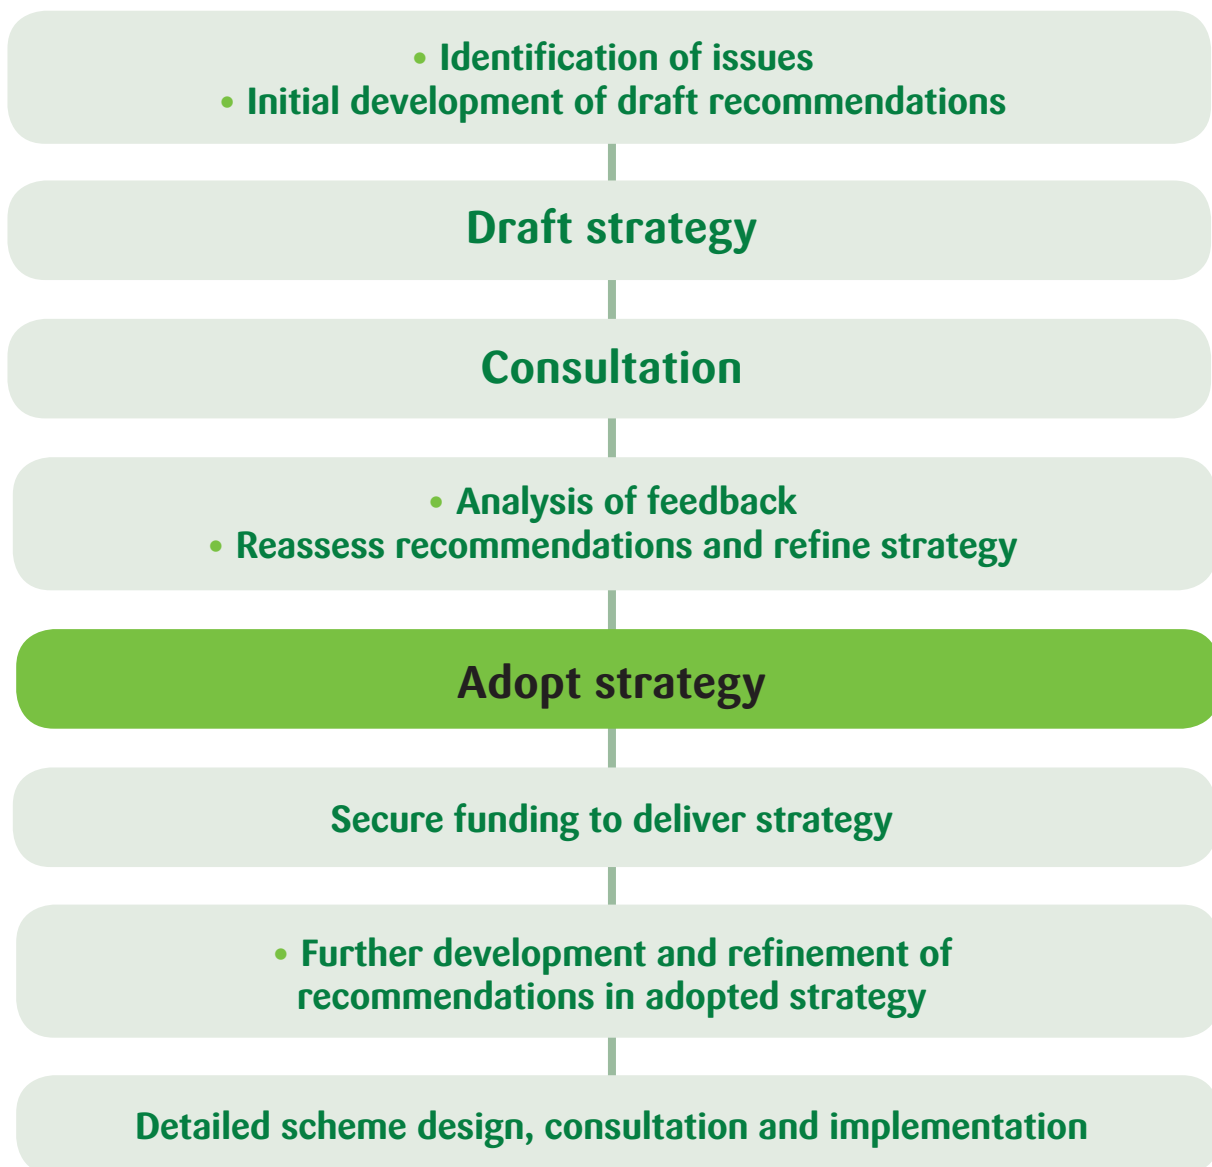 • Identification of issues
• Initial development of draft recommendations
Draft strategy
Consultation
• Analysis of feedback
• Reassess recommendations and refine strategy
Adopt strategy
Secure funding to deliver strategy
• Further development and refinement of
recommendations in adopted strategy
Detailed scheme design, consultation and implementation